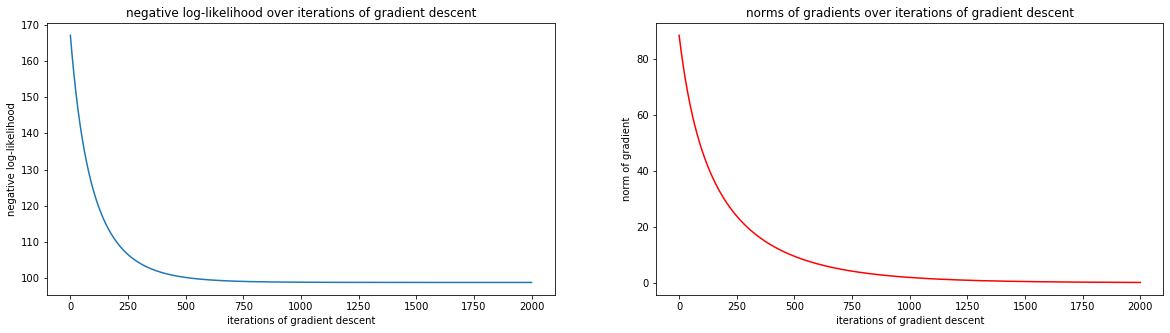 negative log-likelihood over iterations of gradient descent
170
160
150
140
130
120
110
100
negative log-likelihood
0 250 500 750 1000 1250 1500 1750 2000
iterations of gradient descent
norms of gradients over iterations of gradient descent
80
60
40
20
0
norm of gradient
0 250 500 750 1000 1250 1500 1750 2000
iterations of gradient descent